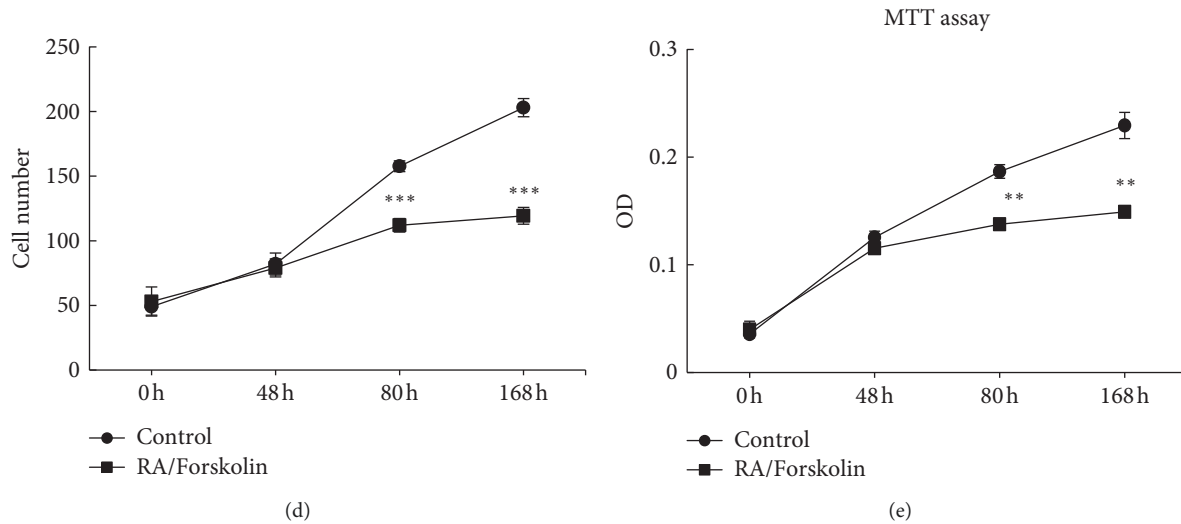 250
200
150
100
50
0
Cell number
***
***
0 h
48 h
80 h
168 h
Control
RA/Forskolin
(d)
MTT assay
0.3
0.2
0.1
0
OD
**
**
0 h
48 h
80 h
168 h
Control
RA/Forskolin
(e)